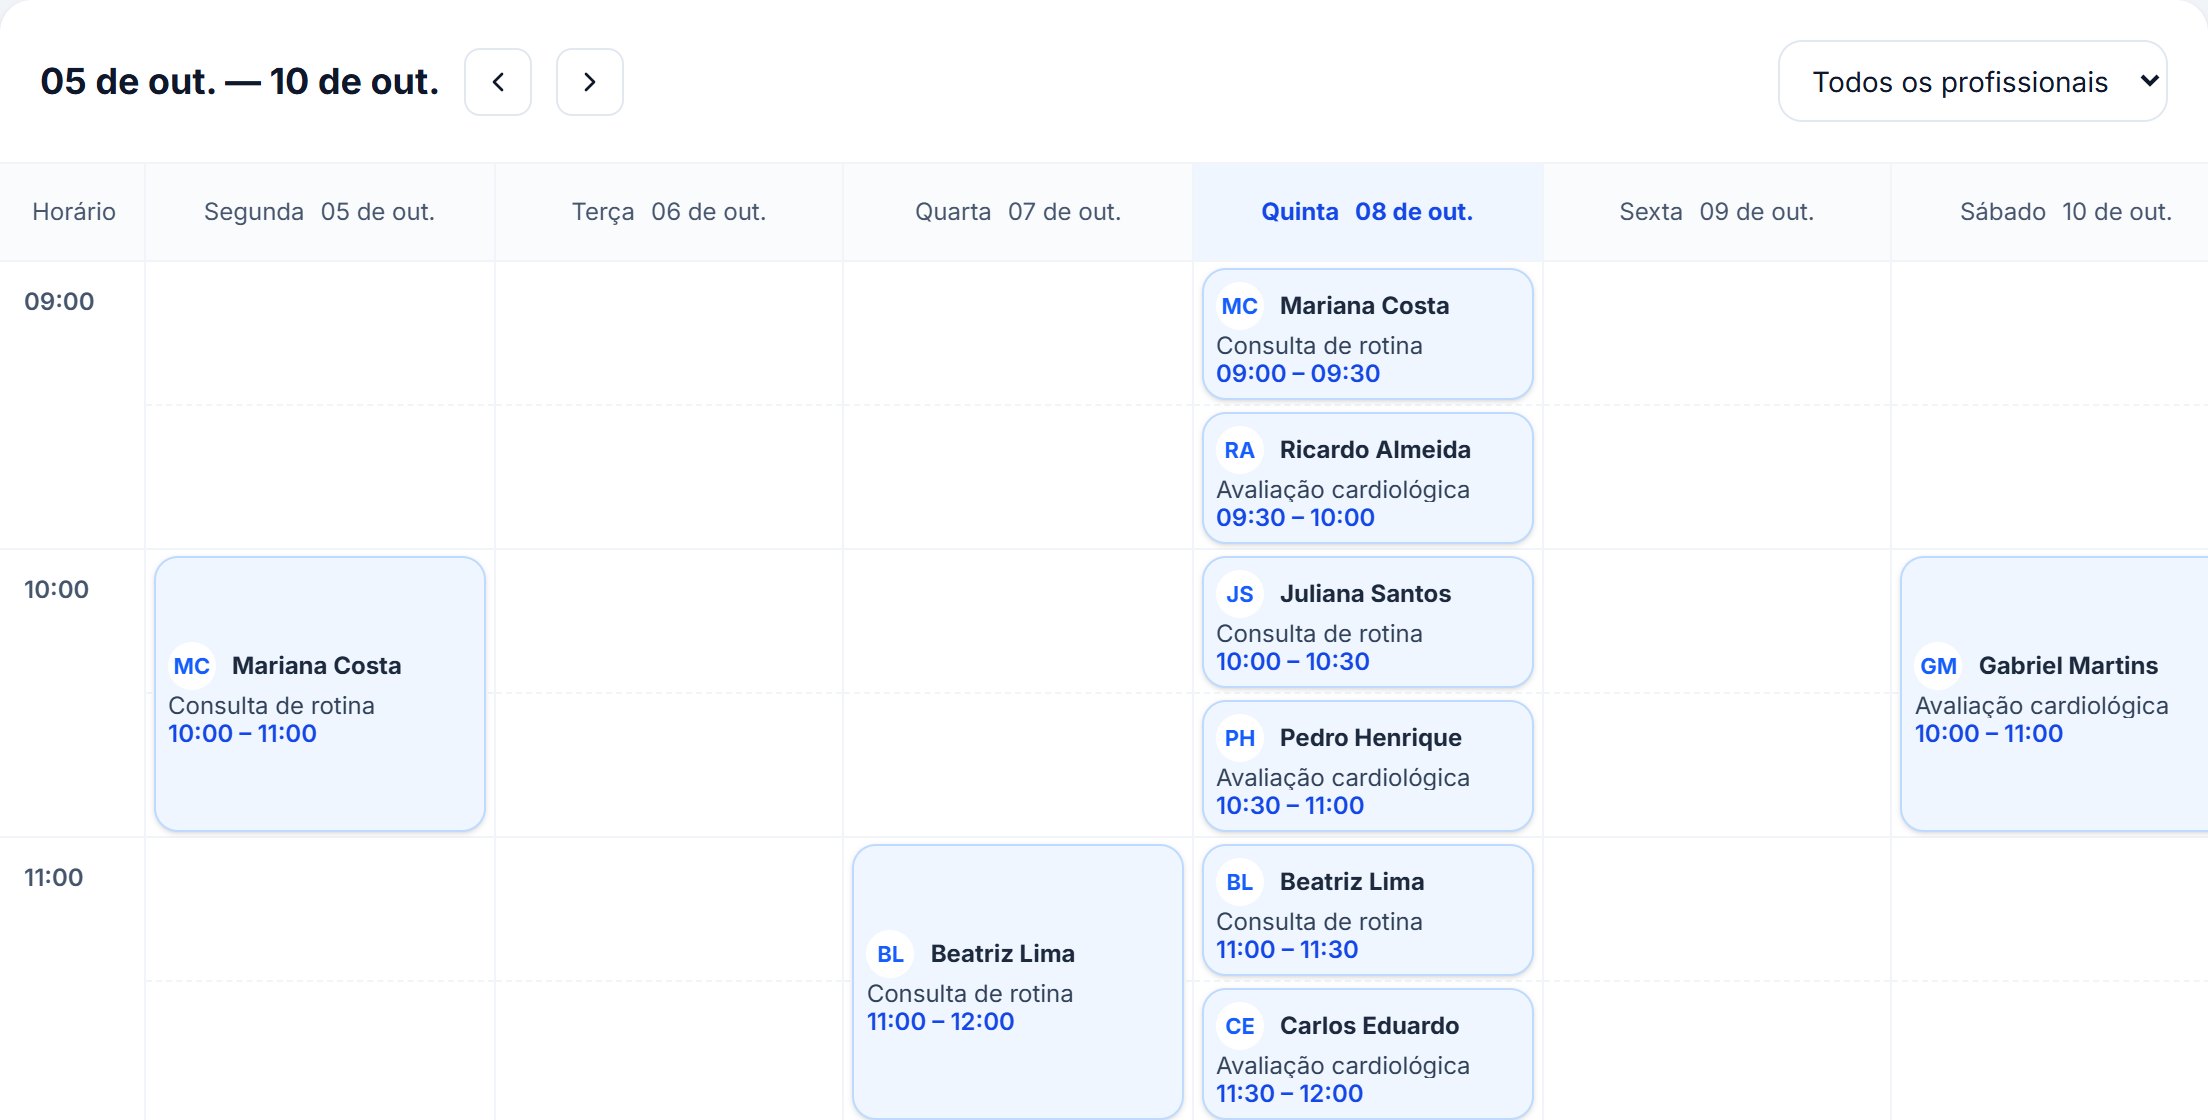 05 de out. — 10 de out.
Todos os profissionais
Horário
Segunda 05 de out.
Terça 06 de out.
Quarta 07 de out.
Quinta 08 de out.
Sexta 09 de out.
Sábado 10 de out.
09:00
MC Mariana Costa
Consulta de rotina
09:00 – 09:30
RA Ricardo Almeida
Avaliação cardiológica
09:30 – 10:00
10:00
MC Mariana Costa
Consulta de rotina
10:00 – 11:00
JS Juliana Santos
Consulta de rotina
10:00 – 10:30
PH Pedro Henrique
Avaliação cardiológica
10:30 – 11:00
GM Gabriel Martins
Avaliação cardiológica
10:00 – 11:00
11:00
BL Beatriz Lima
Consulta de rotina
11:00 – 12:00
BL Beatriz Lima
Consulta de rotina
11:00 – 11:30
CE Carlos Eduardo
Avaliação cardiológica
11:30 – 12:00